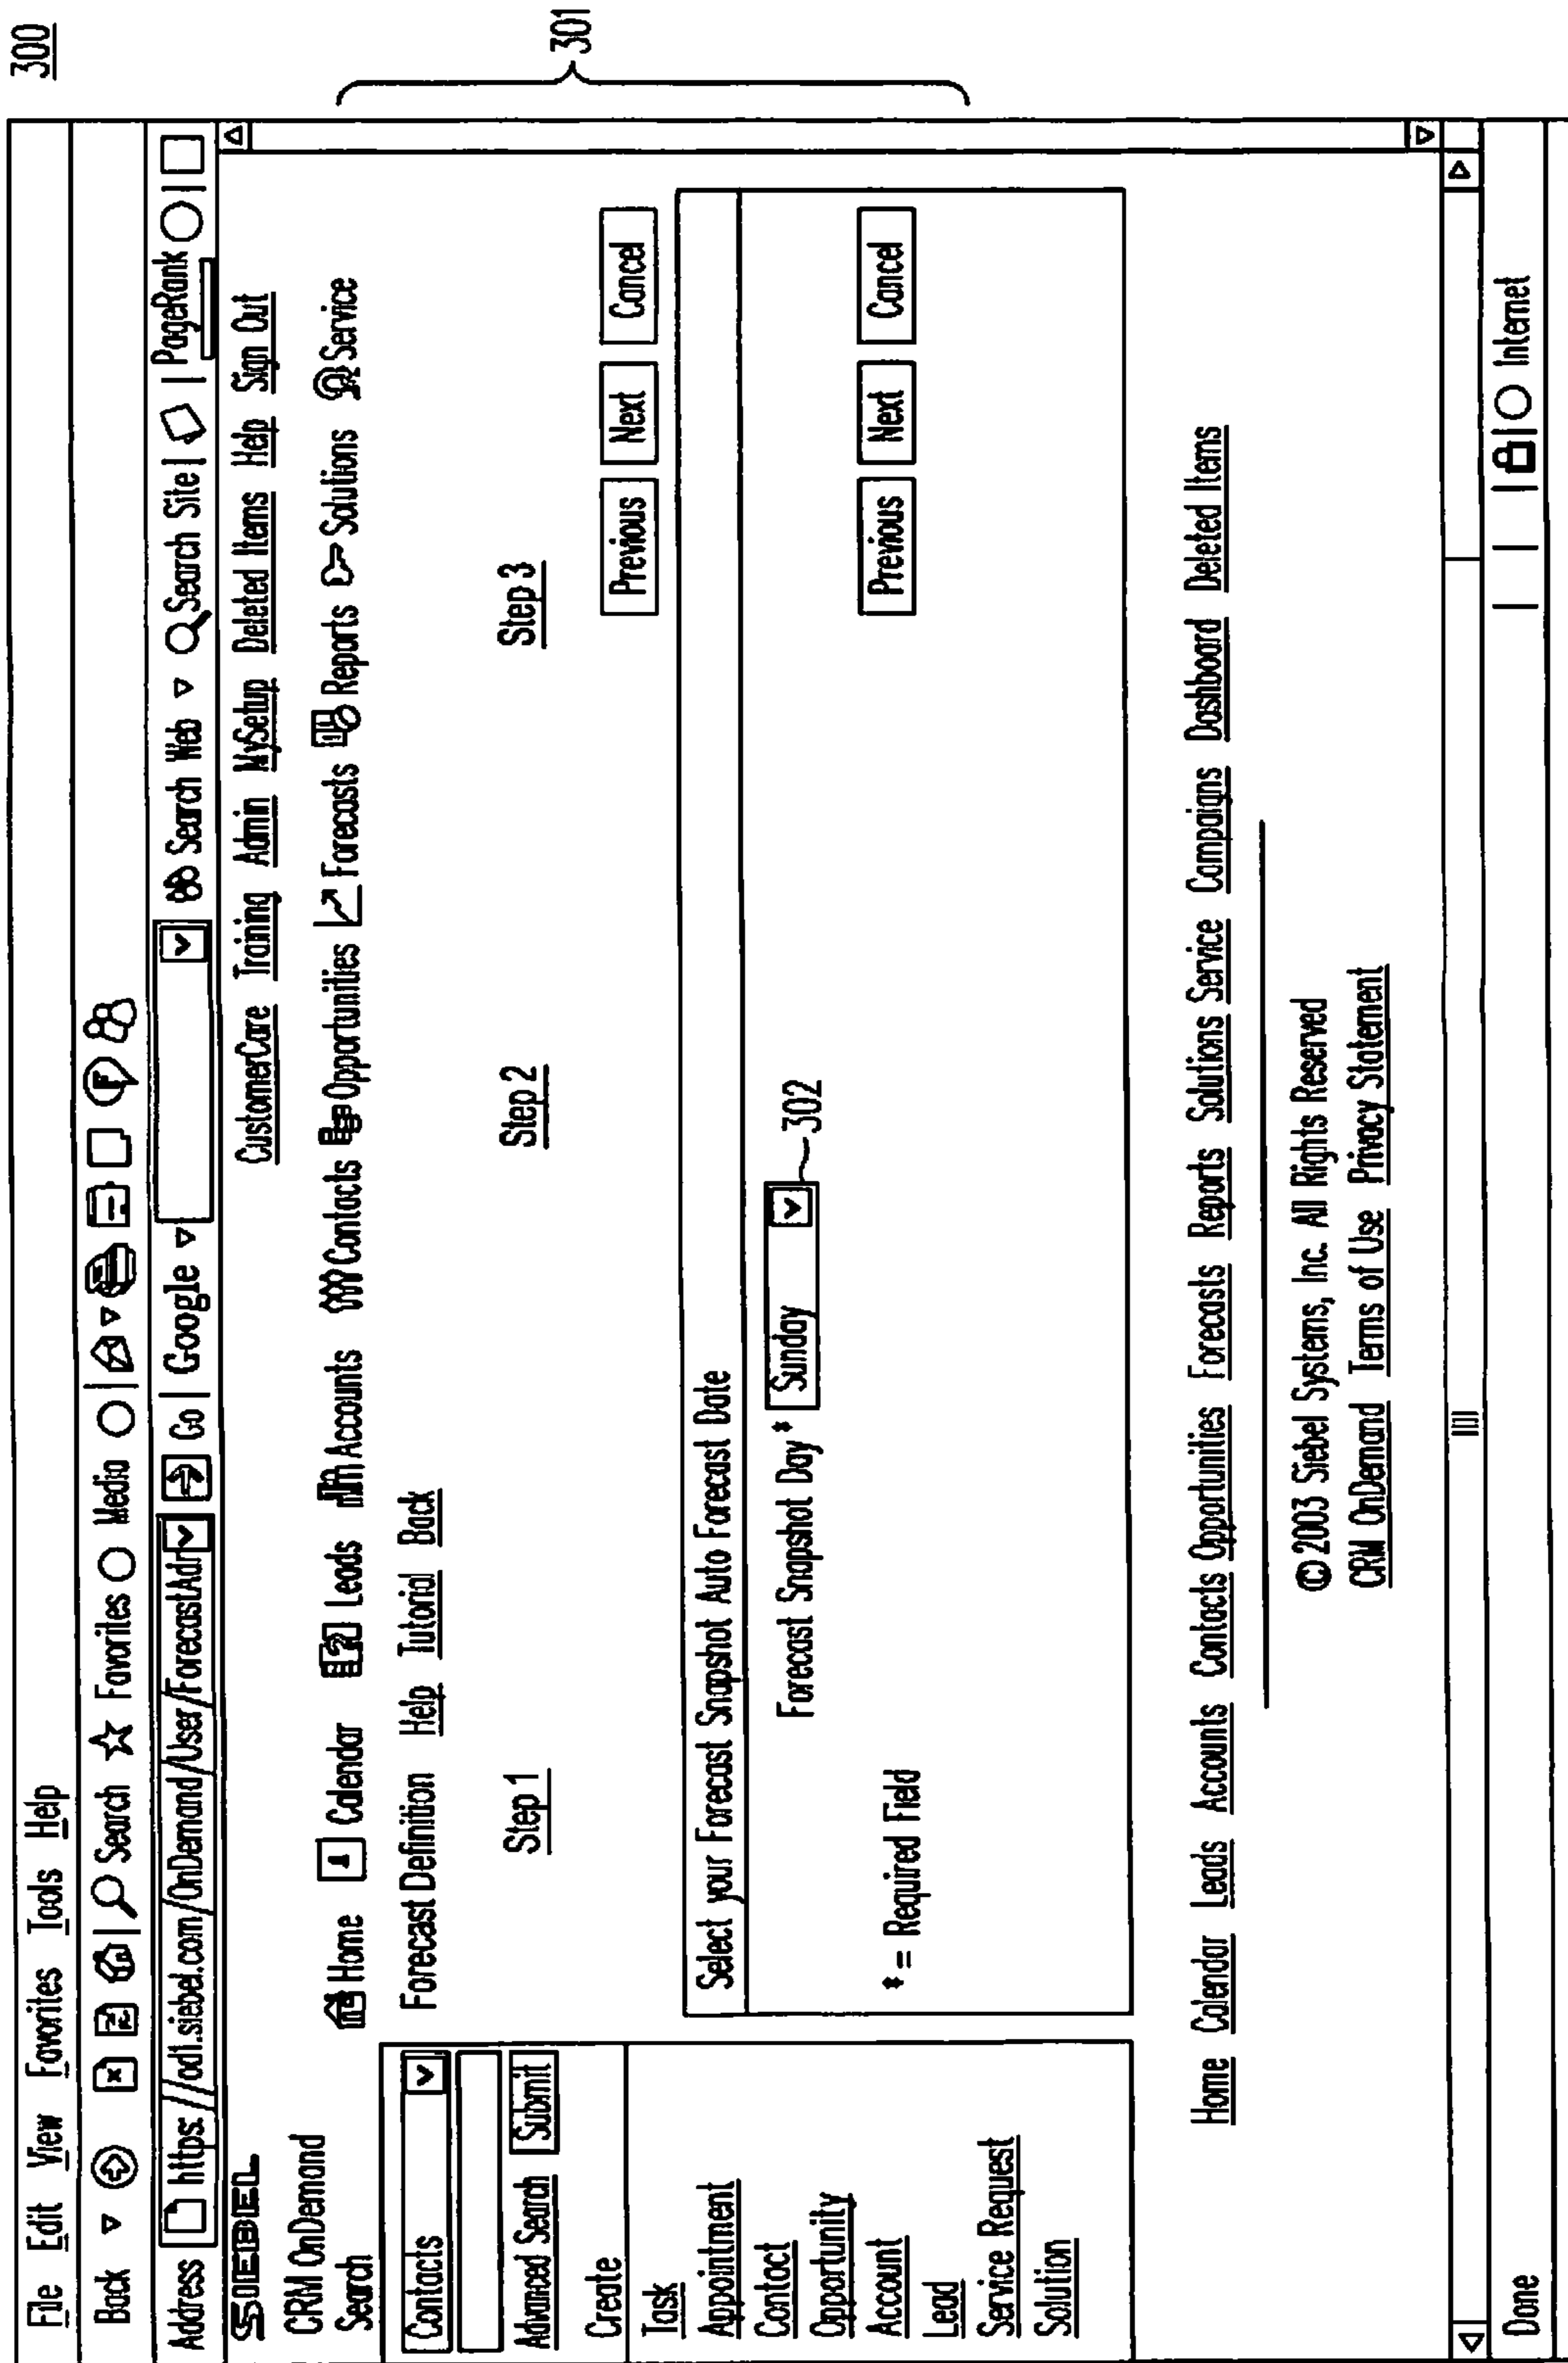 300
File Edit View Favorites Tools Help
Back Search Favorites Media
Address https://od1.siebel.com/OnDemand/User/ForecastAdr Go Google Search Web Search Site PageRank
SIEBEL
CustomerCare Training Admin MySetup Deleted Items Help Sign Out
CRM OnDemand
Home 1 Calendar Leads Accounts Contacts Opportunities Forecasts Reports Solutions Service
Search
Contacts
Advanced Search Submit
Create
Task
Appointment
Contact
Opportunity
Account
Lead
Service Request
Solution
Forecast Definition Help Tutorial Back
Step 1 Step 2 Step 3
Previous Next Cancel
Select your Forecast Snapshot Auto Forecast Date
Forecast Snapshot Day* Sunday 302
* = Required Field
Previous Next Cancel
301
Home Calendar Leads Accounts Contacts Opportunities Forecasts Reports Solutions Service Campaigns Dashboard Deleted Items
© 2003 Siebel Systems, Inc. All Rights Reserved
CRM OnDemand Terms of Use Privacy Statement
Done Internet